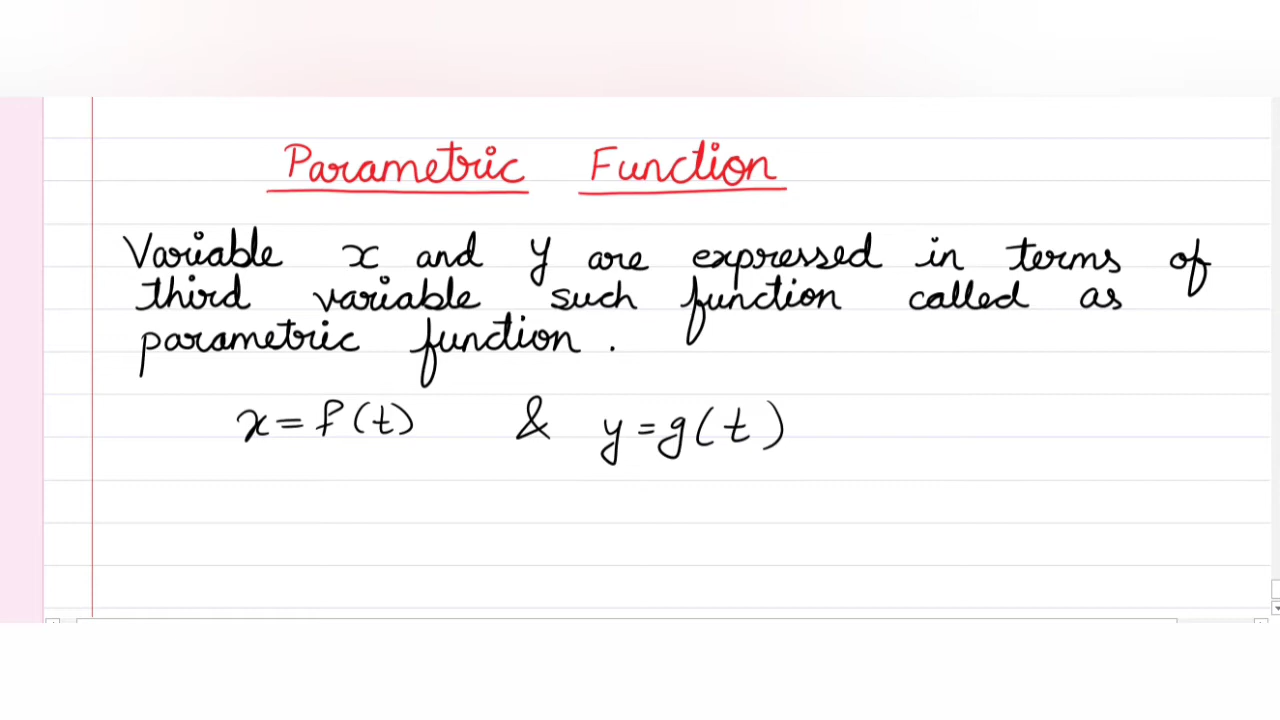 Parametric Function
Variable x and y are expressed in terms of
third variable such function called as
parametric function .
x = f(t) & y = g(t)